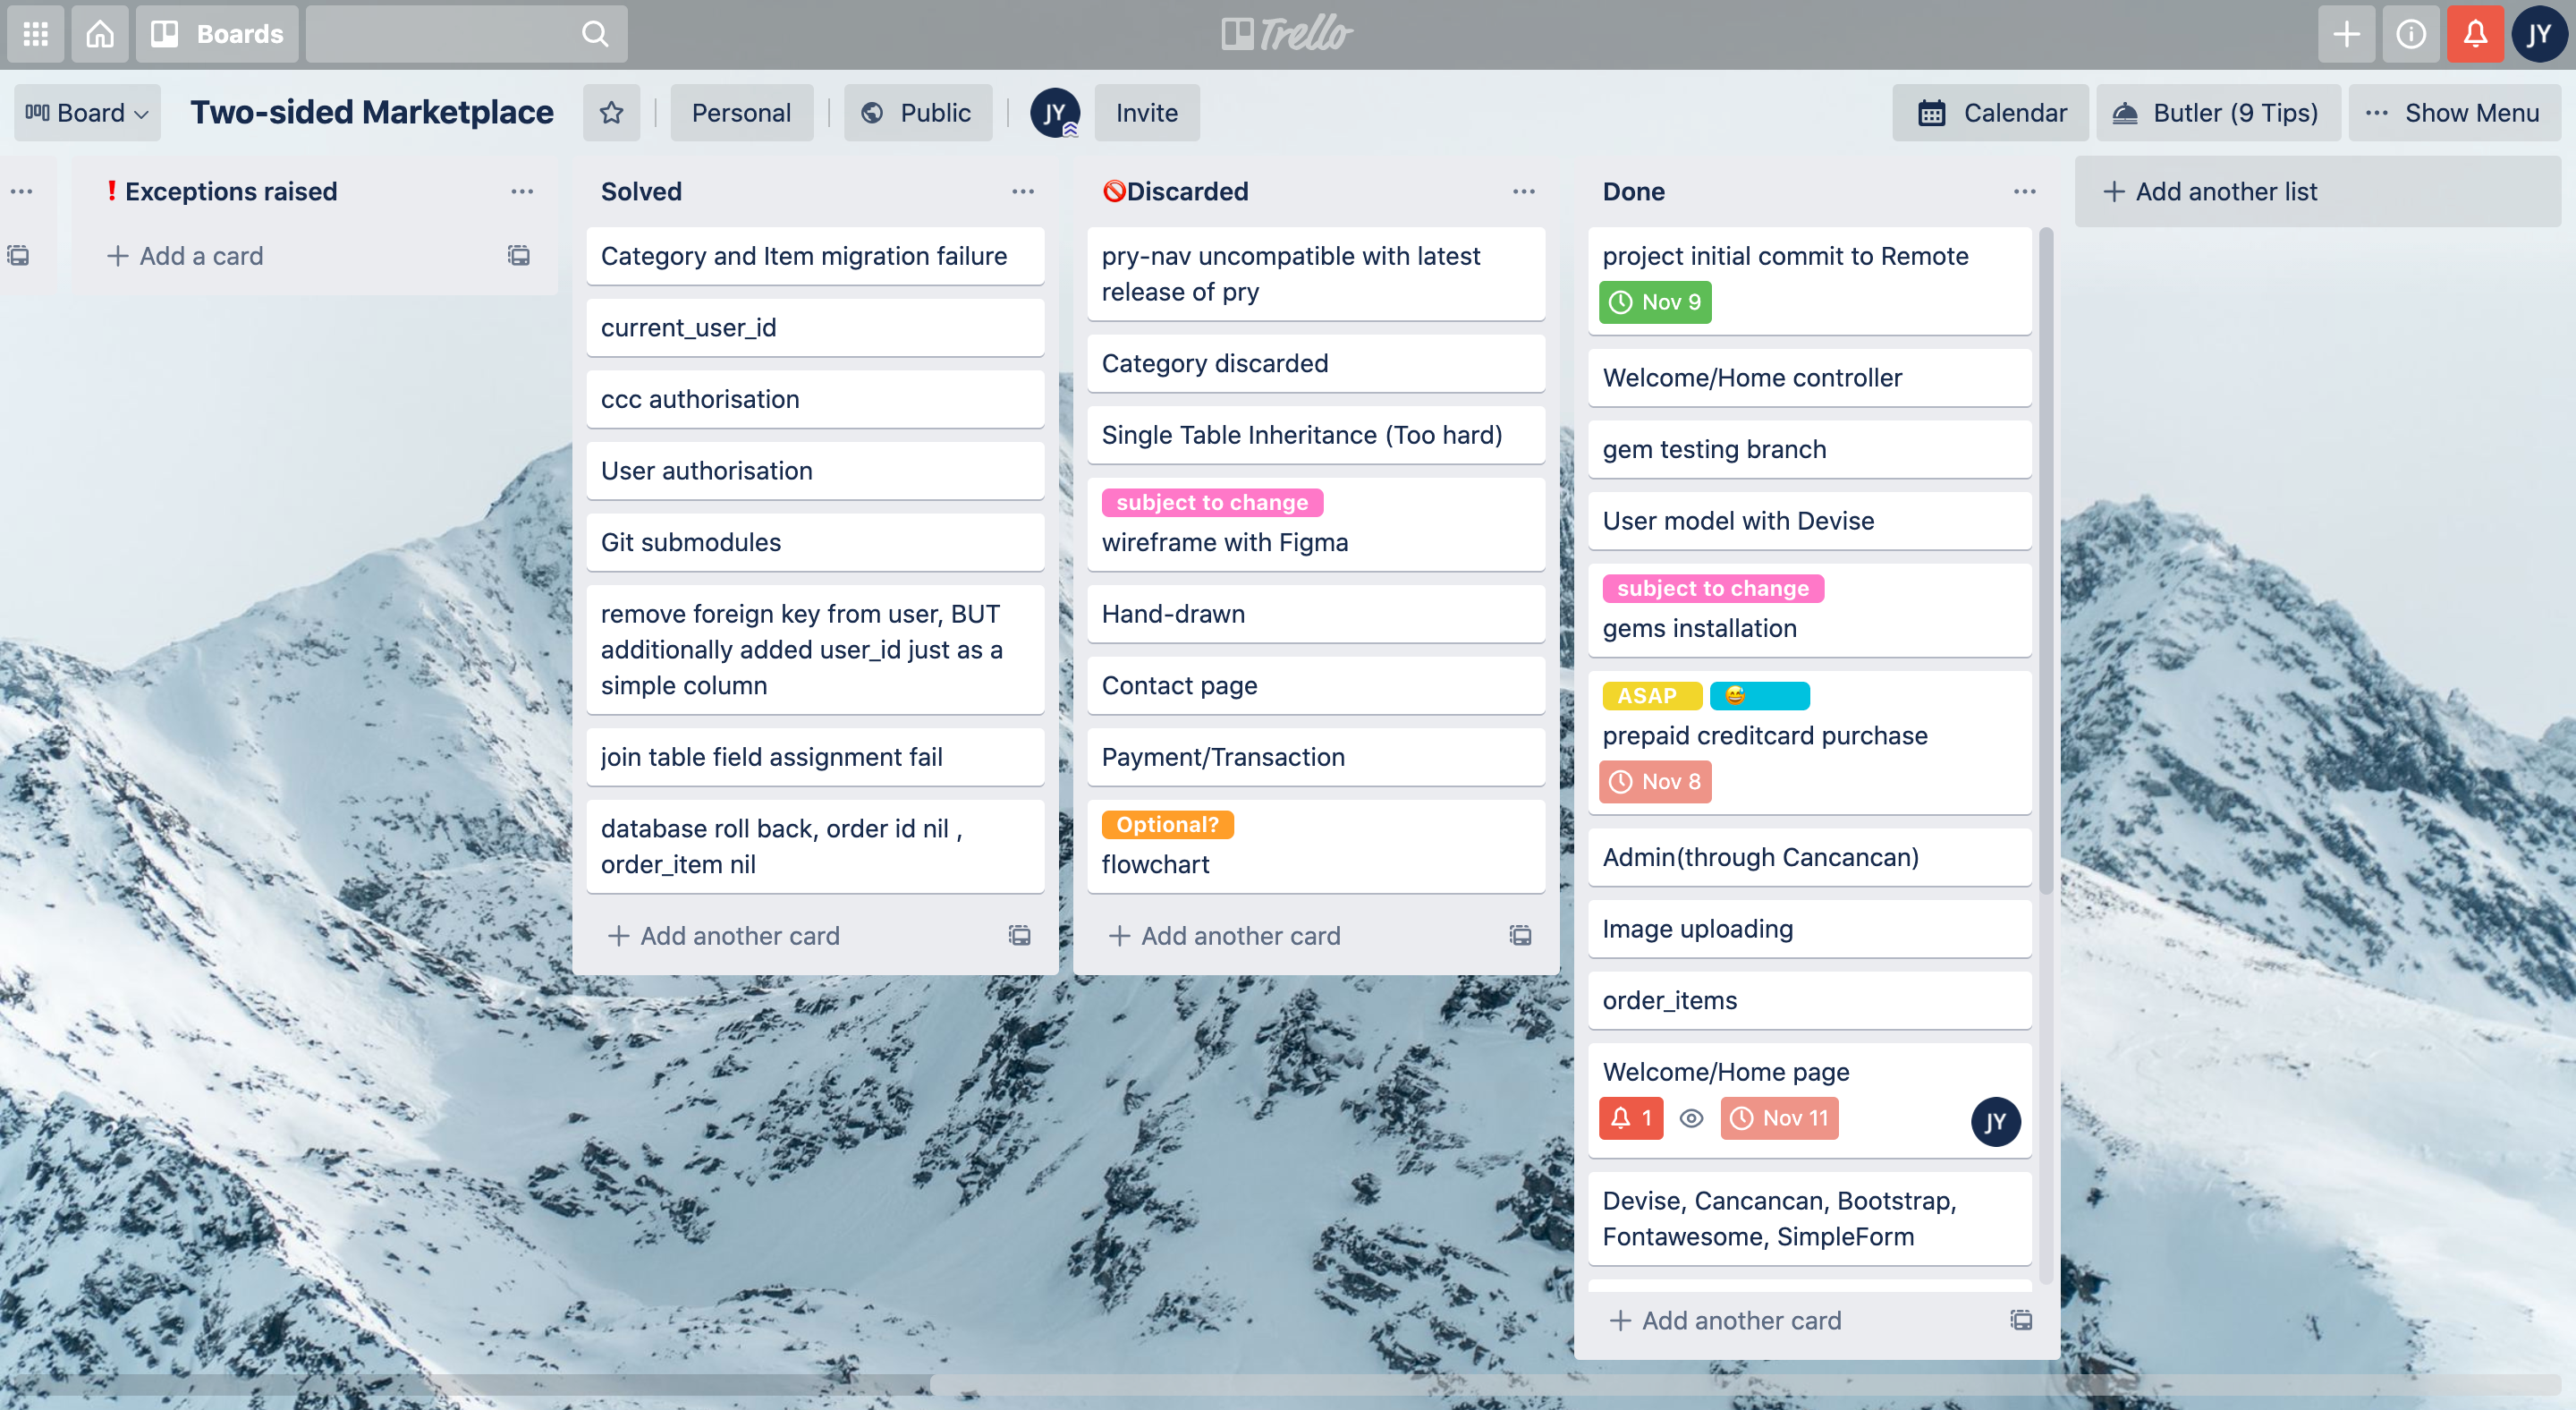 Boards
Trello
JY
Board
Two-sided Marketplace
Personal
Public
JY
Invite
Calendar
Butler (9 Tips)
Show Menu
Exceptions raised
Add a card
Solved
Category and Item migration failure
current_user_id
ccc authorisation
User authorisation
Git submodules
remove foreign key from user, BUT
additionally added user_id just as a
simple column
join table field assignment fail
database roll back, order id nil ,
order_item nil
Add another card
Discarded
pry-nav uncompatible with latest
release of pry
Category discarded
Single Table Inheritance (Too hard)
subject to change
wireframe with Figma
Hand-drawn
Contact page
Payment/Transaction
Optional?
flowchart
Add another card
Done
project initial commit to Remote
Nov 9
Welcome/Home controller
gem testing branch
User model with Devise
subject to change
gems installation
ASAP
prepaid creditcard purchase
Nov 8
Admin(through Cancancan)
Image uploading
order_items
Welcome/Home page
1
Nov 11
JY
Devise, Cancancan, Bootstrap,
Fontawesome, SimpleForm
Add another card
Add another list